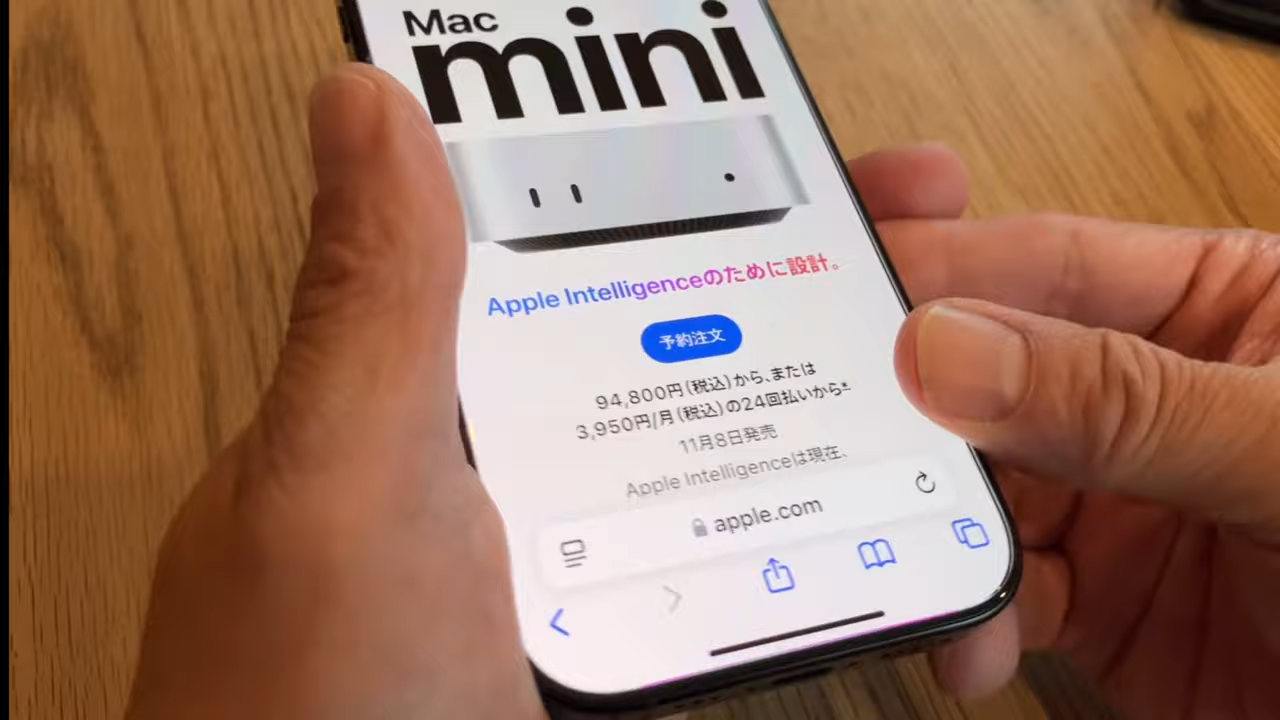 Mac
mini
Apple Intelligenceのために設計。
予約注文
94,800円(税込)から、または
3,950円/月(税込)の24回払いから*
11月8日発売
Apple Intelligenceは現在、
apple.com